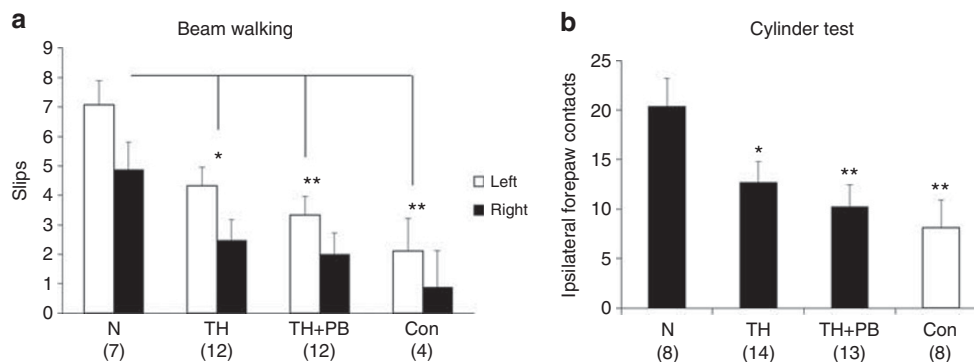 a
Beam walking
9
8
7
6
5
4
3
2
1
0
Slips
*
**
**
Left
Right
N TH TH+PB Con
(7) (12) (12) (4)
b
Cylinder test
25
20
15
10
5
0
Ipsilateral forepaw contacts
*
**
**
N TH TH+PB Con
(8) (14) (13) (8)